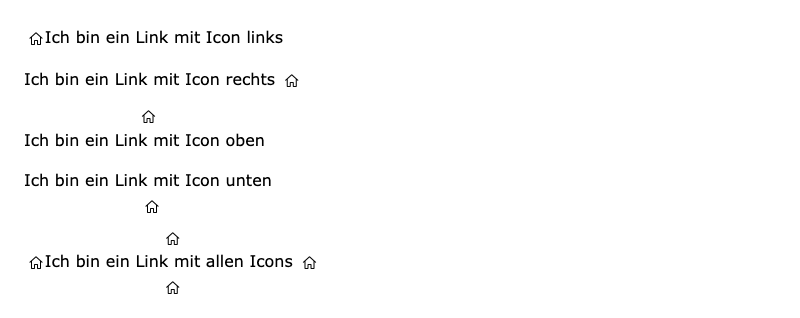 Ich bin ein Link mit Icon links
Ich bin ein Link mit Icon rechts
Ich bin ein Link mit Icon oben
Ich bin ein Link mit Icon unten
Ich bin ein Link mit allen Icons